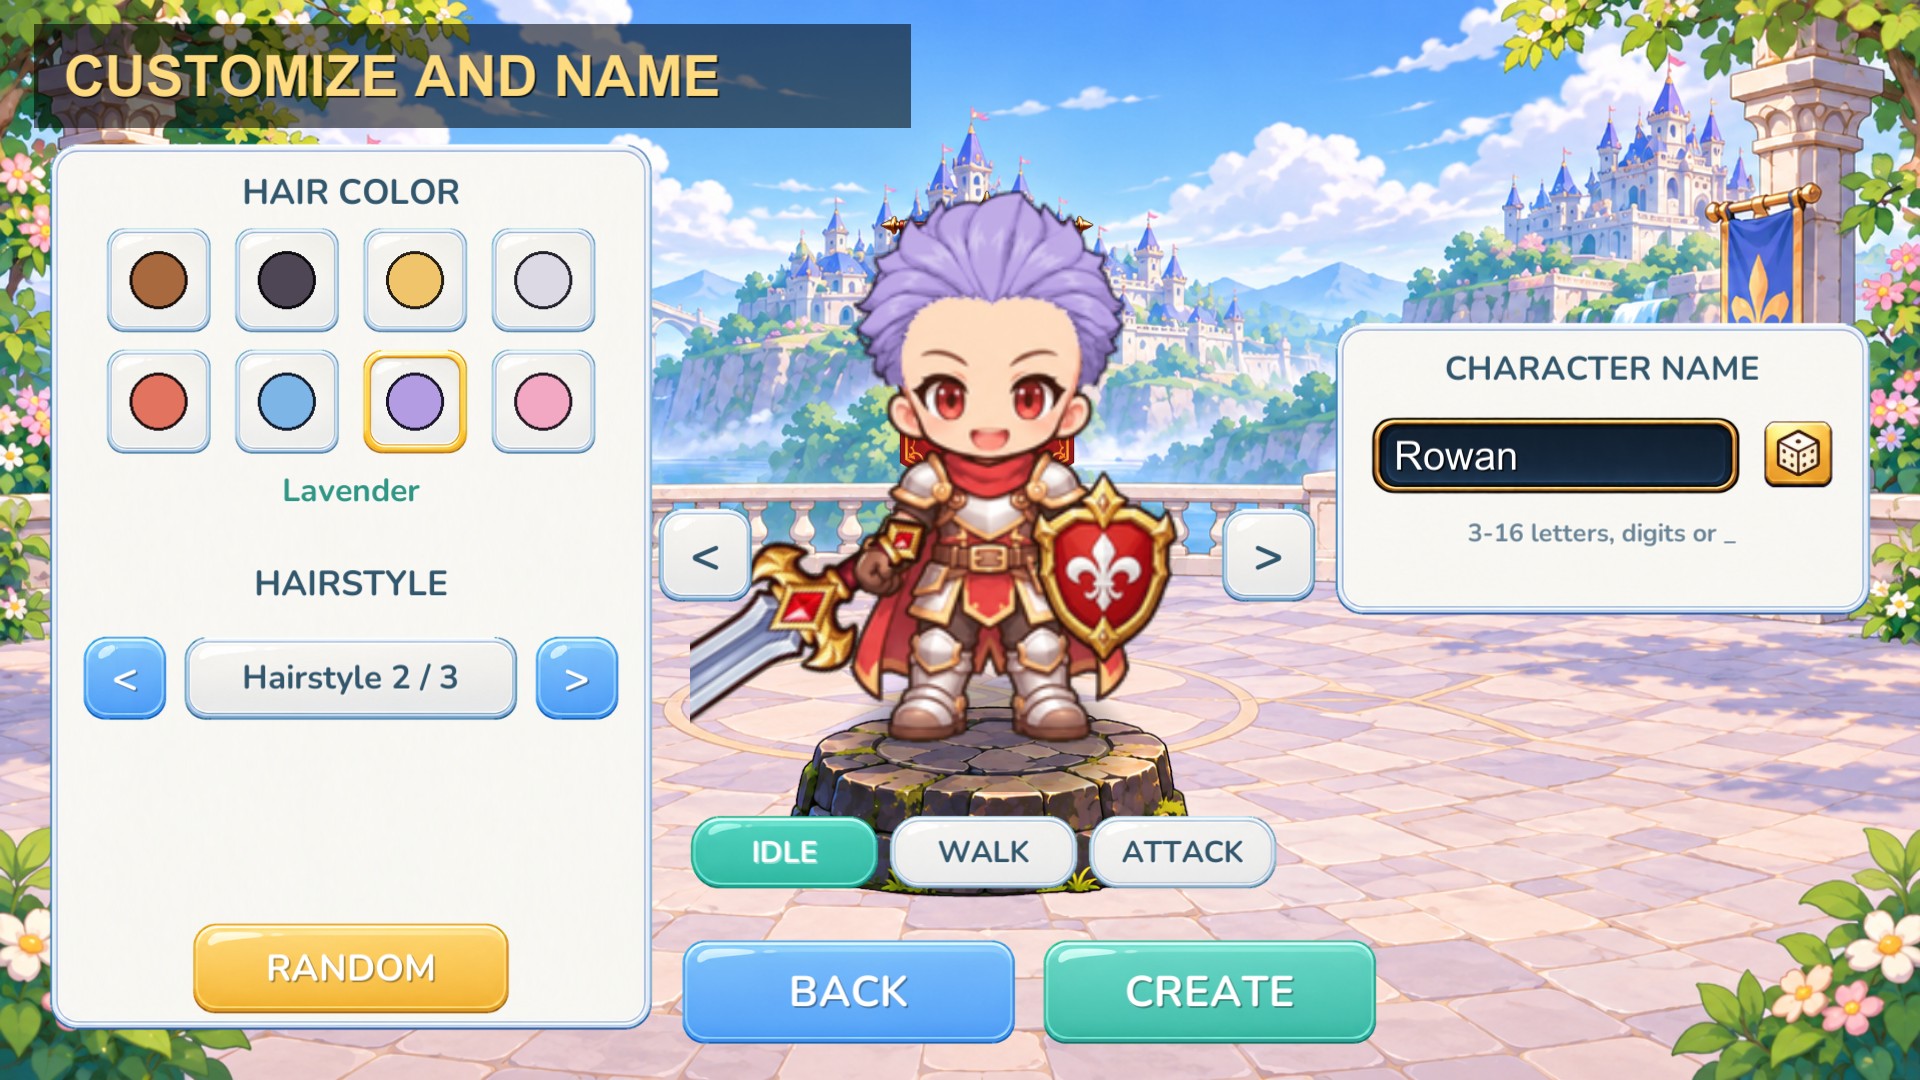 CUSTOMIZE AND NAME
HAIR COLOR
Lavender
HAIRSTYLE
<
Hairstyle 2 / 3
>
RANDOM
<
>
IDLE
WALK
ATTACK
BACK
CREATE
CHARACTER NAME
Rowan
3-16 letters, digits or _